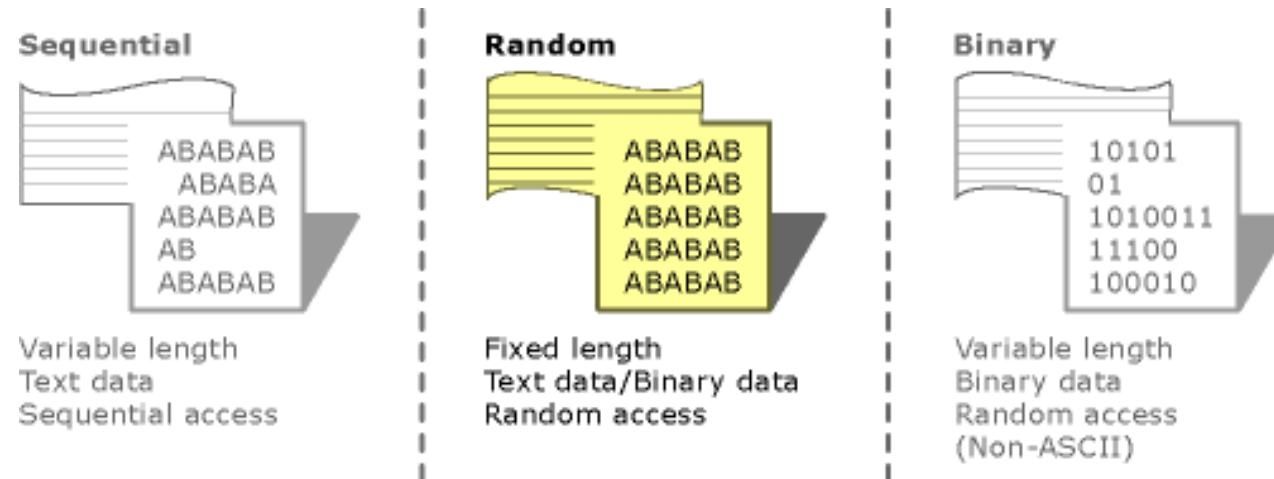 Sequential
ABABAB
ABABA
ABABAB
AB
ABABAB
Variable length
Text data
Sequential access
Random
ABABAB
ABABAB
ABABAB
ABABAB
ABABAB
Fixed length
Text data/Binary data
Random access
Binary
10101
01
1010011
11100
100010
Variable length
Binary data
Random access
(Non-ASCII)